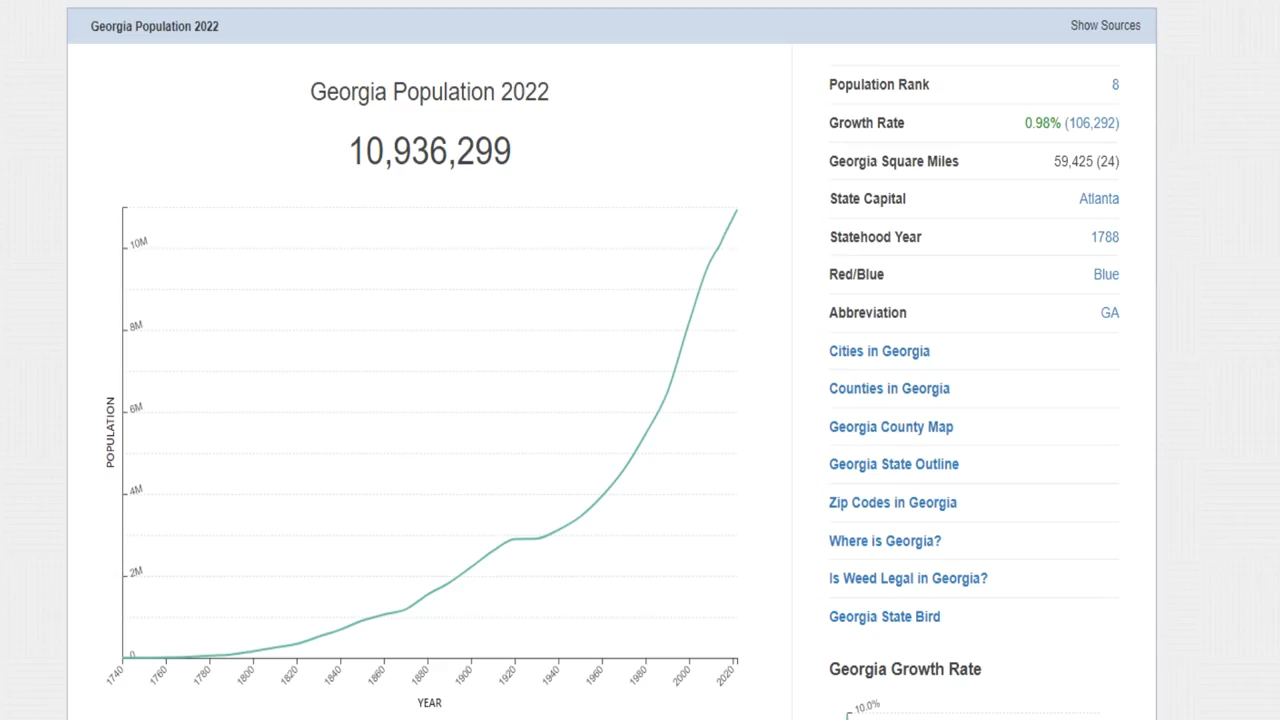 Georgia Population 2022
Show Sources
Georgia Population 2022
10,936,299
10M
8M
6M
4M
2M
0
POPULATION
1740 1760 1780 1800 1820 1840 1860 1880 1900 1920 1940 1960 1980 2000 2020
YEAR
Population Rank 8
Growth Rate 0.98% (106,292)
Georgia Square Miles 59,425 (24)
State Capital Atlanta
Statehood Year 1788
Red/Blue Blue
Abbreviation GA
Cities in Georgia
Counties in Georgia
Georgia County Map
Georgia State Outline
Zip Codes in Georgia
Where is Georgia?
Is Weed Legal in Georgia?
Georgia State Bird
Georgia Growth Rate
10.0%